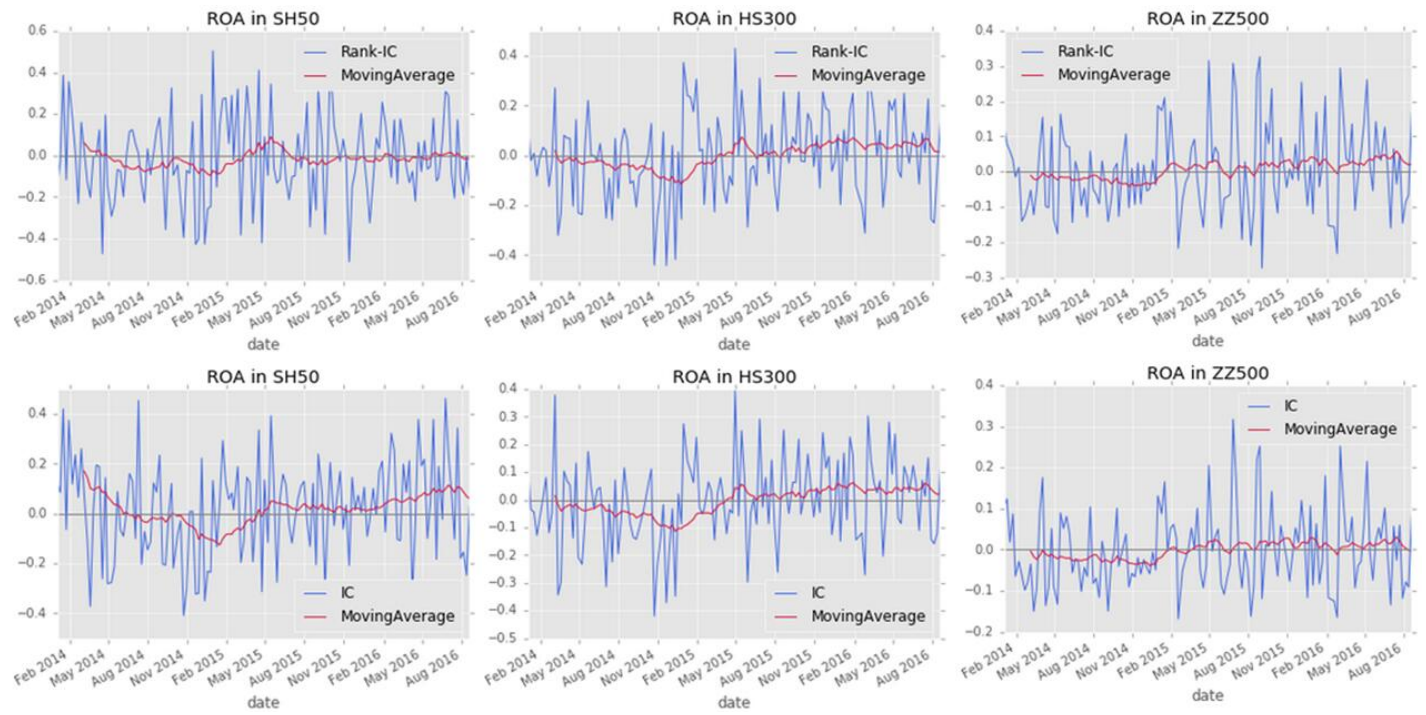 ROA in SH50
0.6
0.4
0.2
0.0
−0.2
−0.4
−0.6
Rank-IC
MovingAverage
Feb 2014
May 2014
Aug 2014
Nov 2014
Feb 2015
May 2015
Aug 2015
Nov 2015
Feb 2016
May 2016
Aug 2016
date
ROA in HS300
0.4
0.2
0.0
−0.2
−0.4
Rank-IC
MovingAverage
Feb 2014
May 2014
Aug 2014
Nov 2014
Feb 2015
May 2015
Aug 2015
Nov 2015
Feb 2016
May 2016
Aug 2016
date
ROA in ZZ500
0.4
0.3
0.2
0.1
0.0
−0.1
−0.2
−0.3
Rank-IC
MovingAverage
Feb 2014
May 2014
Aug 2014
Nov 2014
Feb 2015
May 2015
Aug 2015
Nov 2015
Feb 2016
May 2016
Aug 2016
date
ROA in SH50
0.4
0.2
0.0
−0.2
−0.4
IC
MovingAverage
Feb 2014
May 2014
Aug 2014
Nov 2014
Feb 2015
May 2015
Aug 2015
Nov 2015
Feb 2016
May 2016
Aug 2016
date
ROA in HS300
0.4
0.3
0.2
0.1
0.0
−0.1
−0.2
−0.3
−0.4
−0.5
IC
MovingAverage
Feb 2014
May 2014
Aug 2014
Nov 2014
Feb 2015
May 2015
Aug 2015
Nov 2015
Feb 2016
May 2016
Aug 2016
date
ROA in ZZ500
0.4
0.3
0.2
0.1
0.0
−0.1
−0.2
IC
MovingAverage
Feb 2014
May 2014
Aug 2014
Nov 2014
Feb 2015
May 2015
Aug 2015
Nov 2015
Feb 2016
May 2016
Aug 2016
date